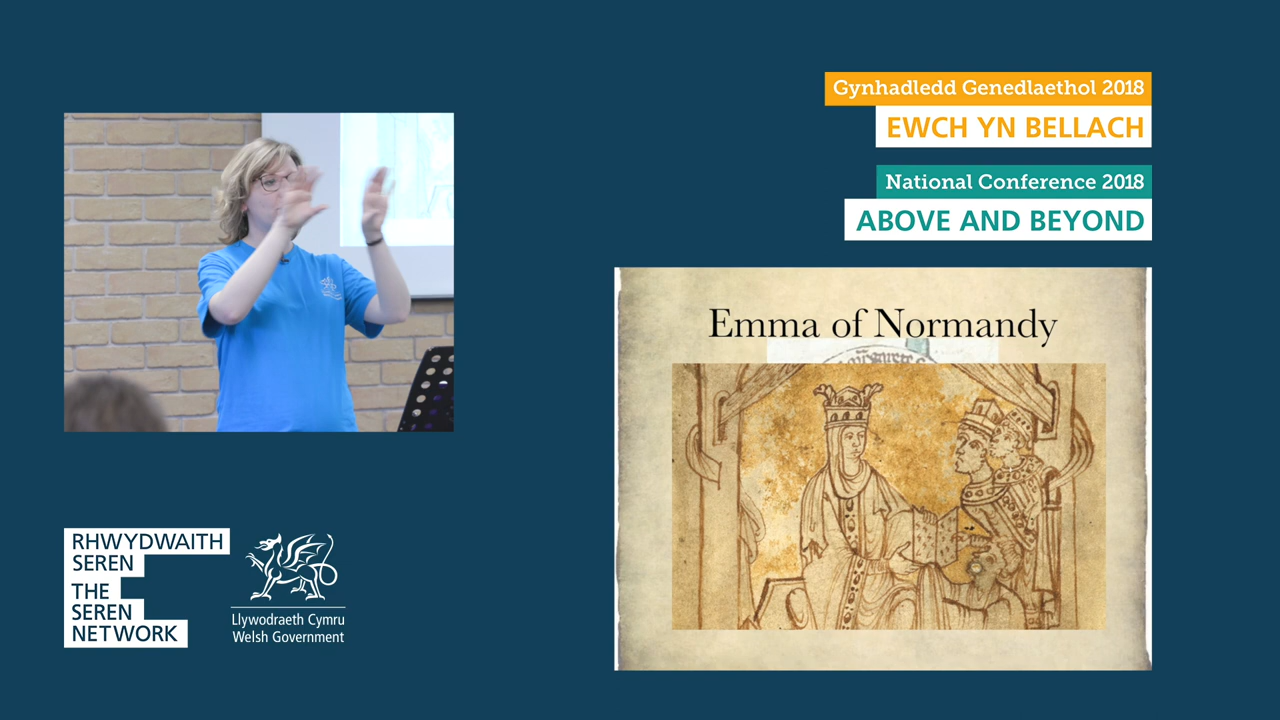 Gynhadledd Genedlaethol 2018
EWCH YN BELLACH
National Conference 2018
ABOVE AND BEYOND
Emma of Normandy
RHWYDWAITH
SEREN
THE
SEREN
NETWORK
Llywodraeth Cymru
Welsh Government